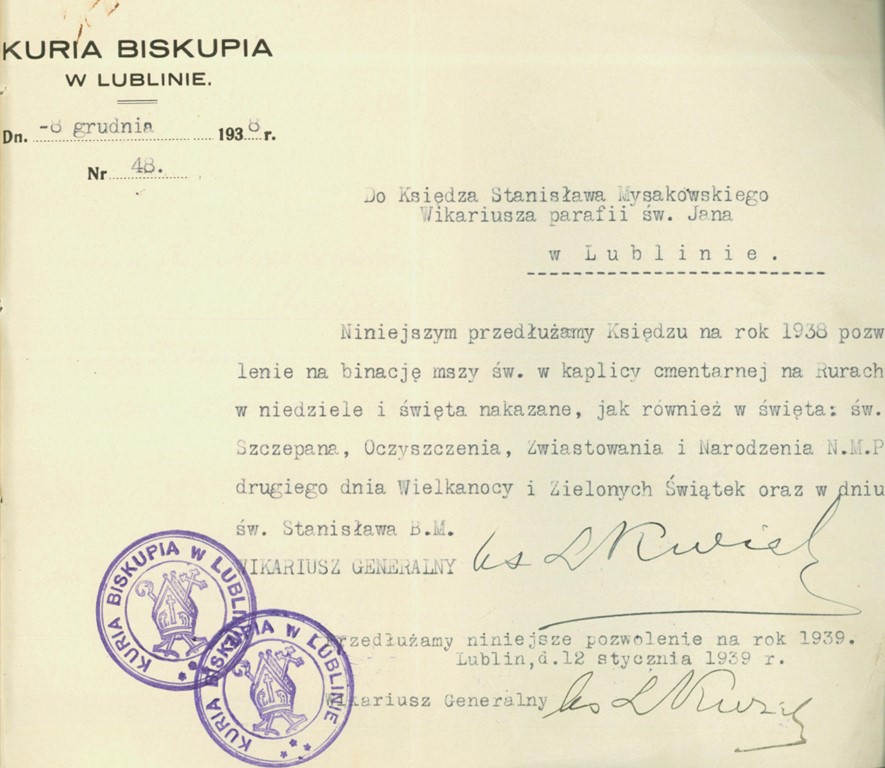 KURIA BISKUPIA
W LUBLINIE.
Dn. -8 grudnia 1938 r.
Nr 48.
Do Księdza Stanisława Mysakowskiego
Wikariusza parafii św. Jana
w Lublinie.
Niniejszym przedłużamy Księdzu na rok 1938 pozw
lenie na binację mszy św. w kaplicy cmentarnej na Rurach
w niedziele i święta nakazane, jak również w święta: św.
Szczepana, Oczyszczenia, Zwiastowania i Narodzenia N.M.P
drugiego dnia Wielkanocy i Zielonych Świątek oraz w dniu
św. Stanisława B.M.
WIKARIUSZ GENERALNY ks L
KURIA BISKUPIA W LUBLINIE
Przedłużamy niniejsze pozwolenie na rok 1939.
Lublin,d.12 stycznia 1939 r.
Wikariusz Generalny ks L
KURIA BISKUPIA W LUBLINIE